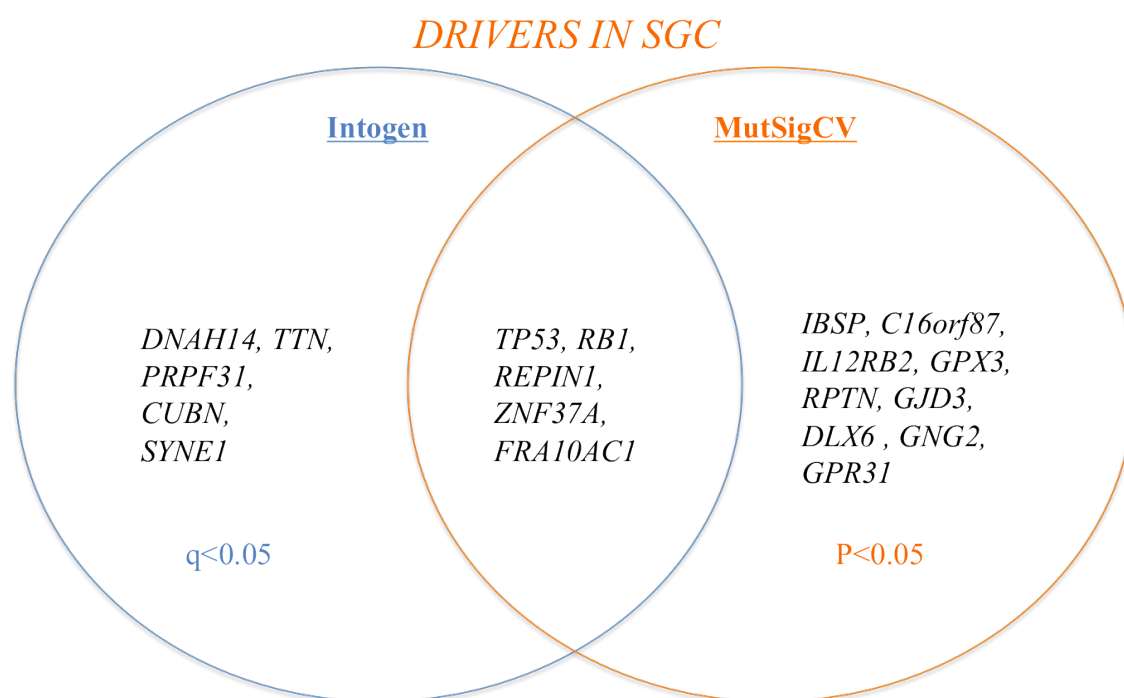 DRIVERS IN SGC
Intogen
MutSigCV
DNAH14, TTN,
PRPF31,
CUBN,
SYNE1
TP53, RB1,
REPIN1,
ZNF37A,
FRA10AC1
IBSP, C16orf87,
IL12RB2, GPX3,
RPTN, GJD3,
DLX6 , GNG2,
GPR31
q<0.05
P<0.05